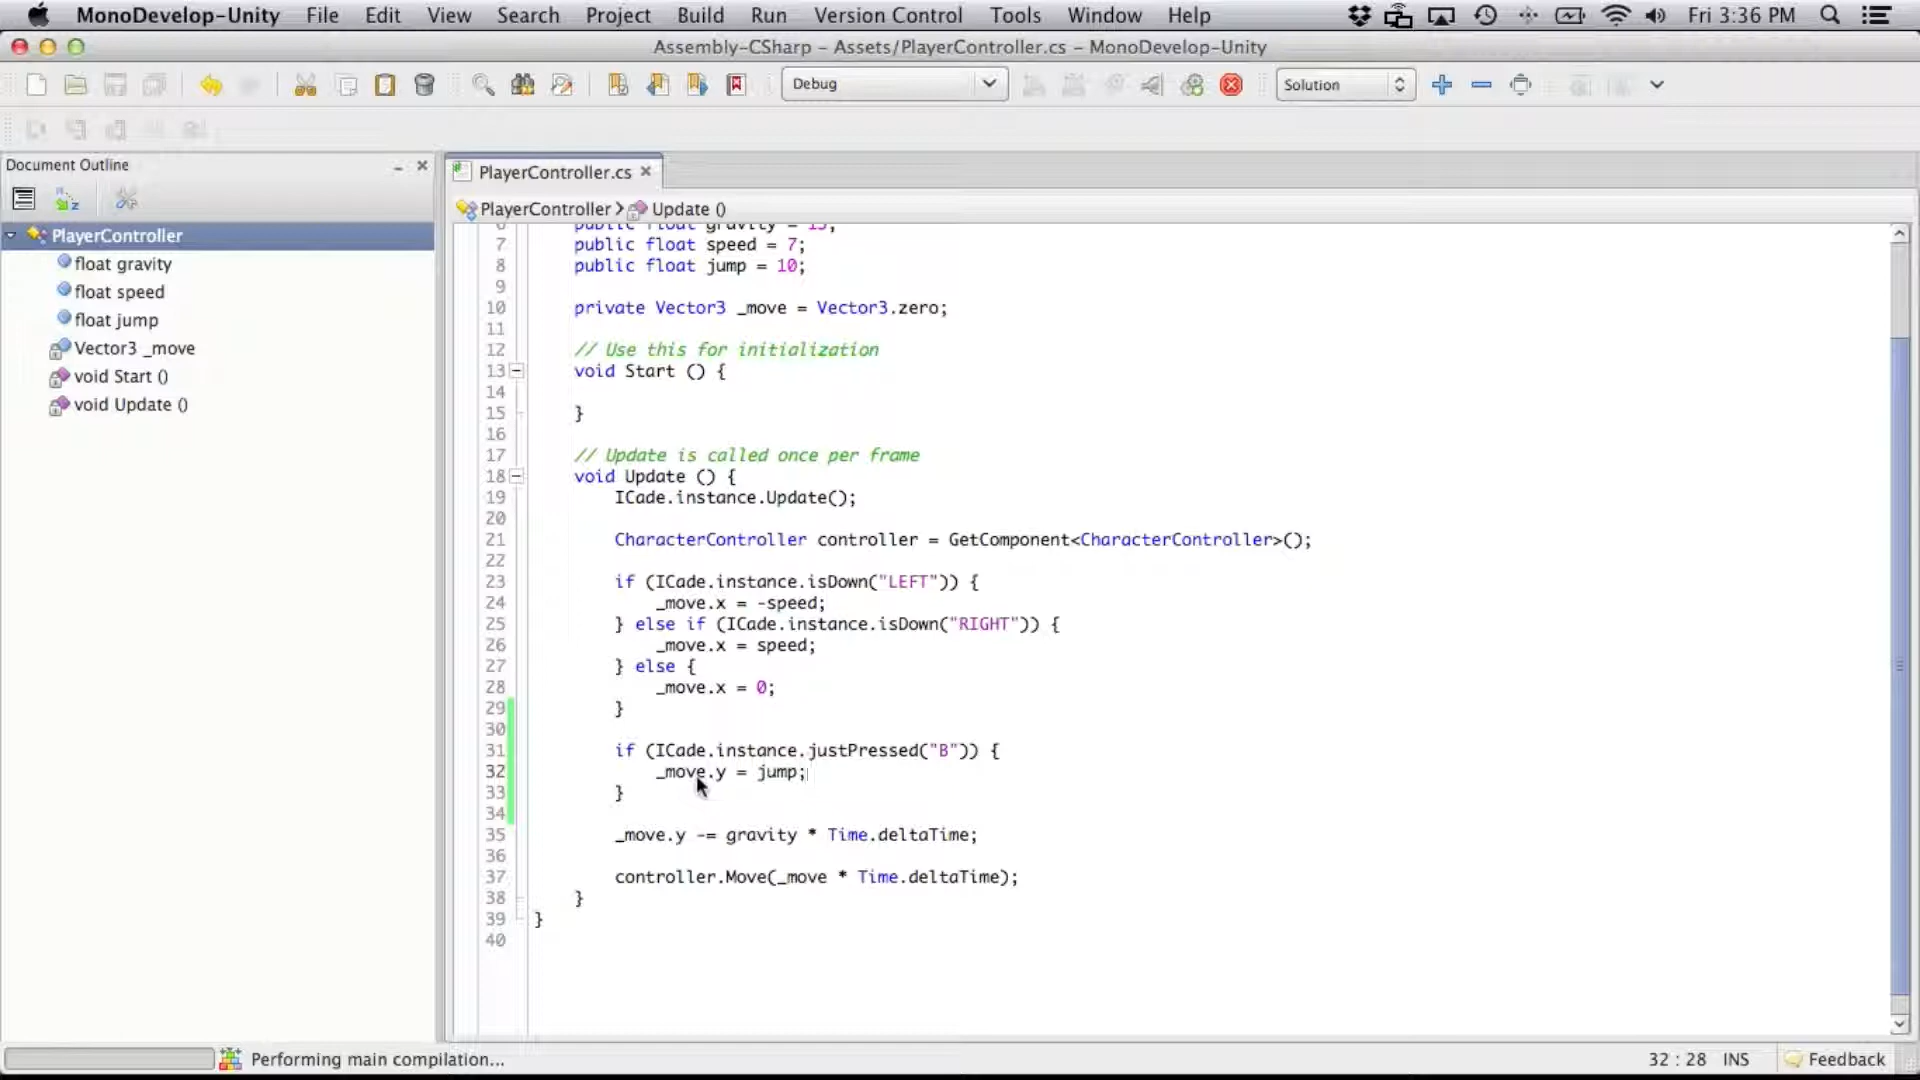 MonoDevelop-Unity File Edit View Search Project Build Run Version Control Tools Window Help Fri 3:36 PM
Assembly-CSharp – Assets/PlayerController.cs – MonoDevelop-Unity
Debug Solution
Document Outline
PlayerController
float gravity
float speed
float jump
Vector3 _move
void Start ()
void Update ()
PlayerController.cs
PlayerController Update ()
6 public float gravity = 15;
7 public float speed = 7;
8 public float jump = 10;
9
10 private Vector3 _move = Vector3.zero;
11
12 // Use this for initialization
13 void Start () {
14
15 }
16
17 // Update is called once per frame
18 void Update () {
19 ICade.instance.Update();
20
21 CharacterController controller = GetComponent<CharacterController>();
22
23 if (ICade.instance.isDown("LEFT")) {
24 _move.x = -speed;
25 } else if (ICade.instance.isDown("RIGHT")) {
26 _move.x = speed;
27 } else {
28 _move.x = 0;
29 }
30
31 if (ICade.instance.justPressed("B")) {
32 _move.y = jump;
33 }
34
35 _move.y -= gravity * Time.deltaTime;
36
37 controller.Move(_move * Time.deltaTime);
38 }
39 }
40
Performing main compilation... 32 : 28 INS Feedback